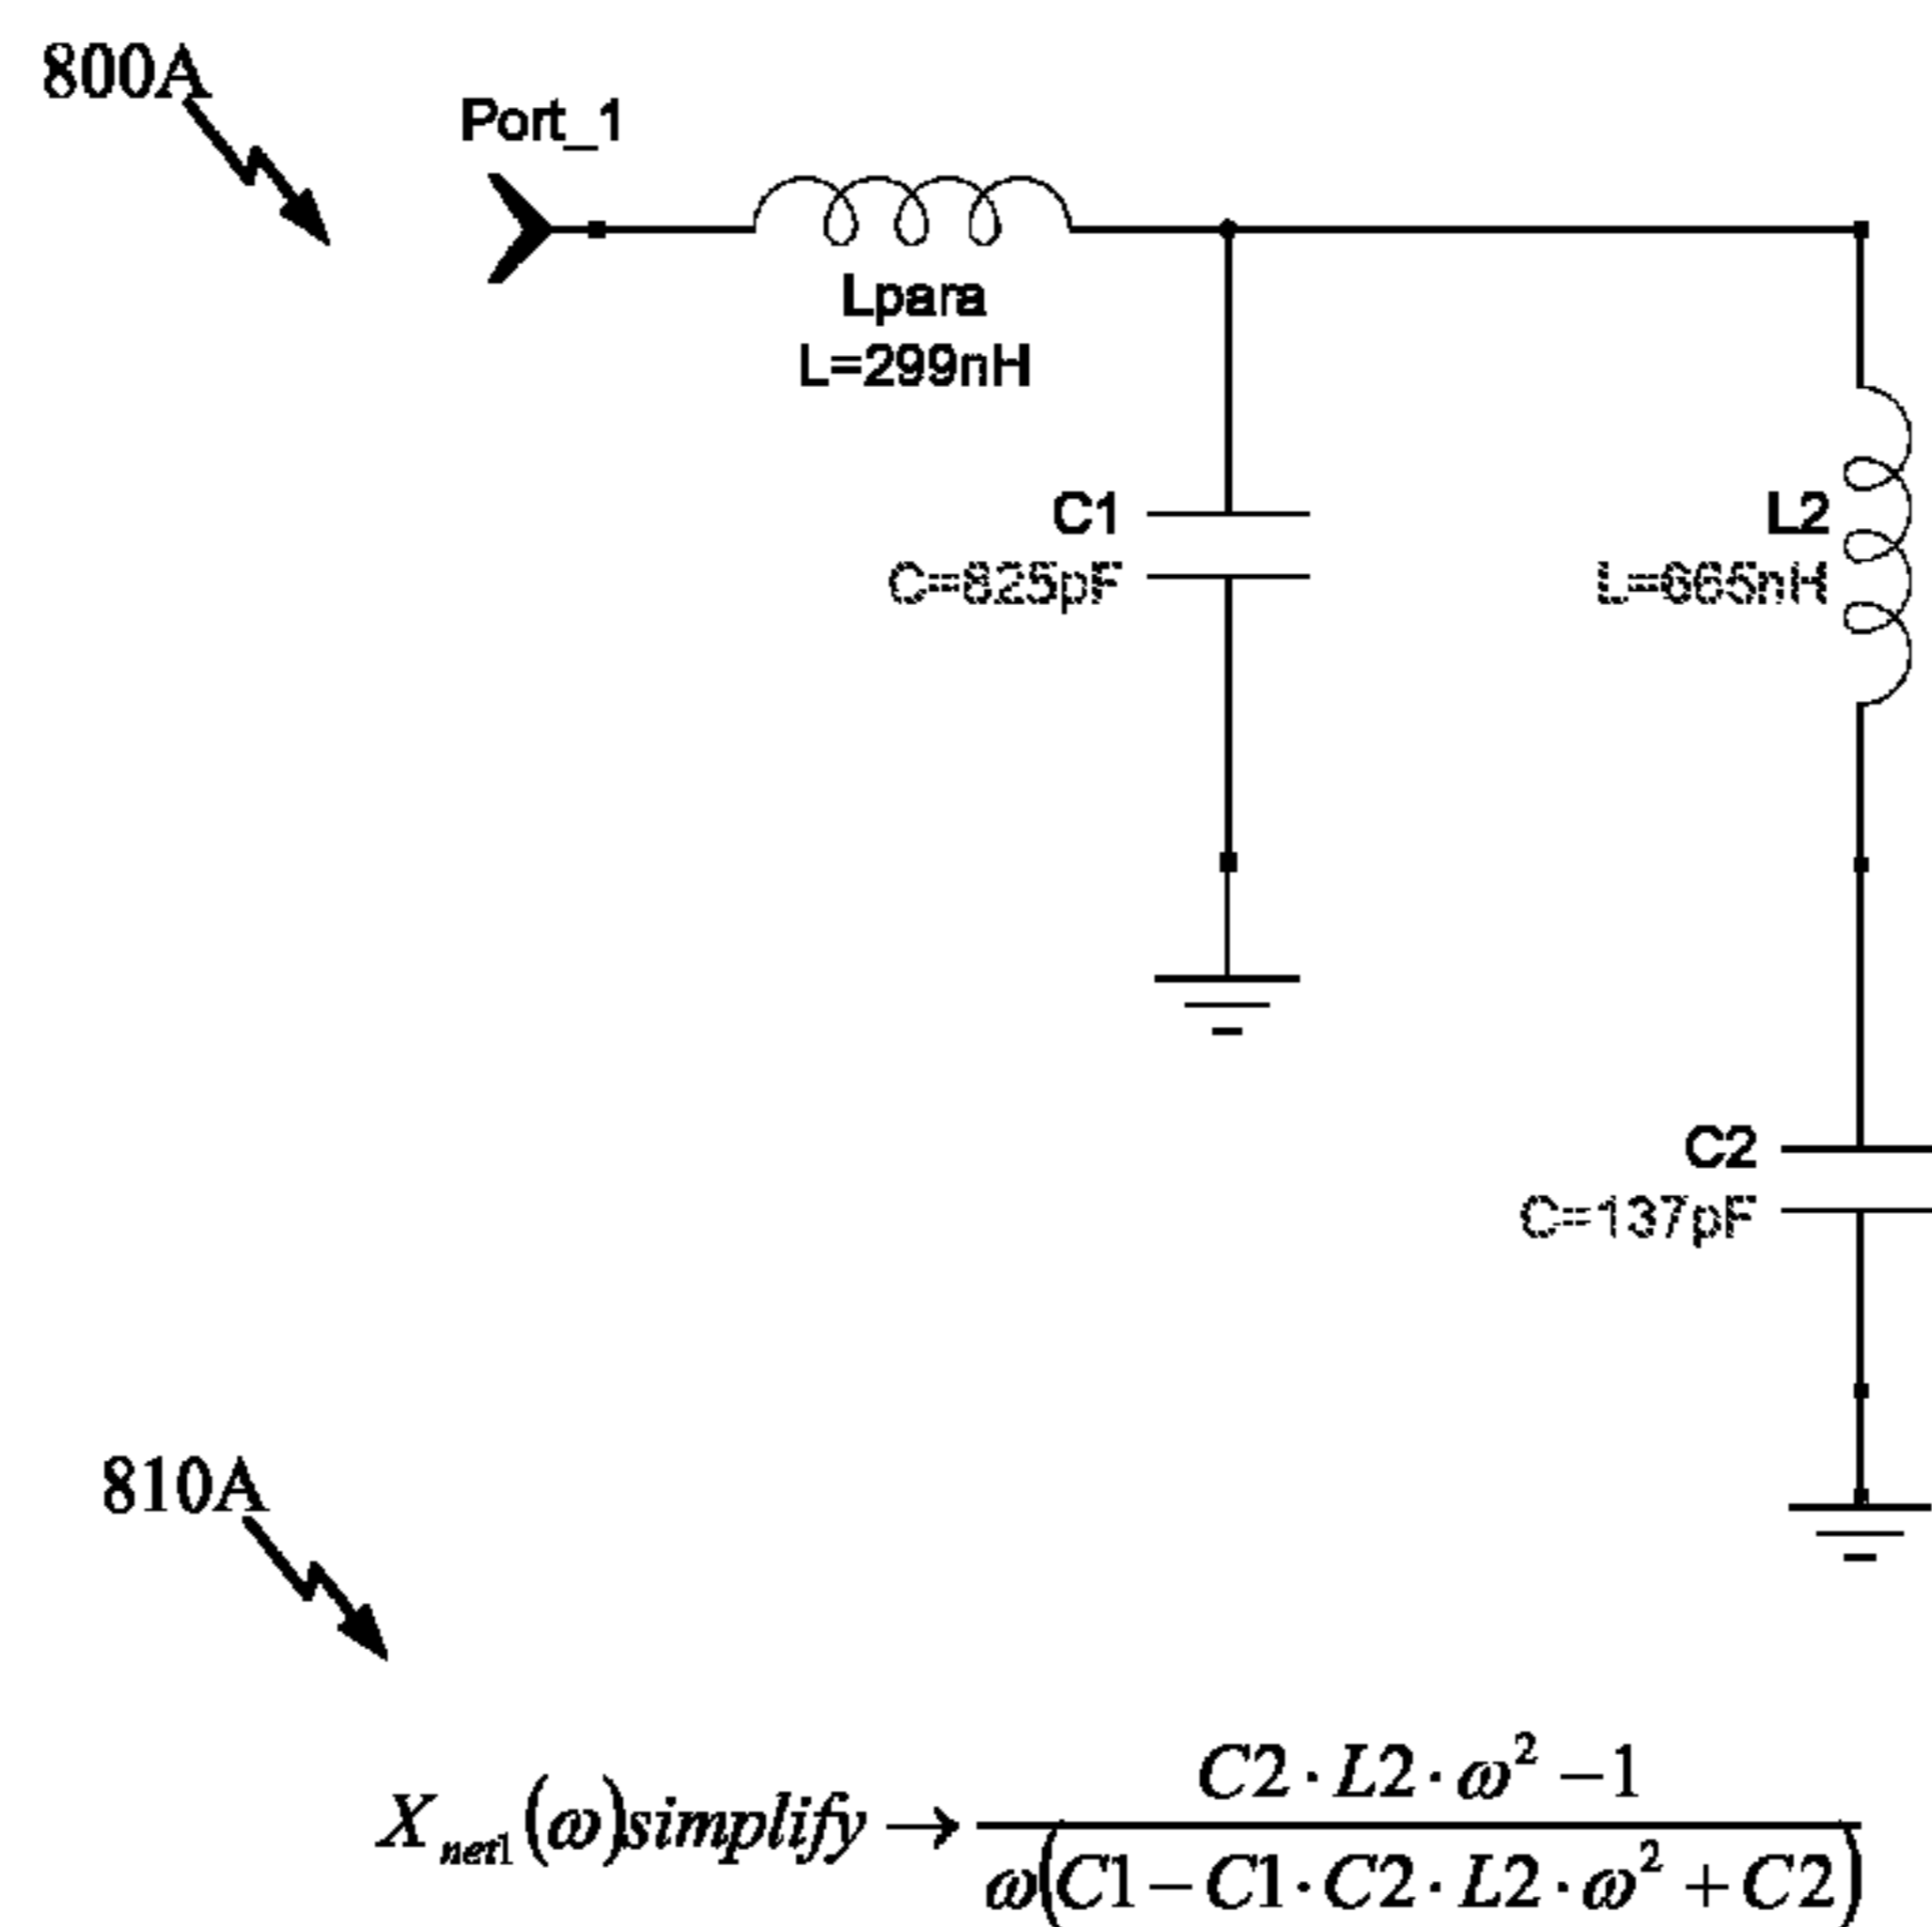 800A
Port_1
Lpara
L=299nH
C1
C=825pF
L2
L=665nH
C2
C=137pF
810A
X_net1(ω)simplify → (C2·L2·ω² −1) / (ω(C1−C1·C2·L2·ω² +C2))